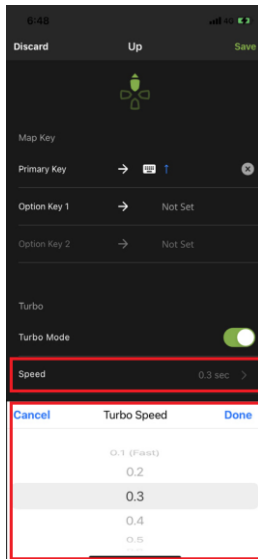 6:48 4G
Discard Up Save
Map Key
Primary Key → ↑
Option Key 1 → Not Set
Option Key 2 → Not Set
Turbo
Turbo Mode
Speed 0.3 sec >
Cancel Turbo Speed Done
0.1 (Fast)
0.2
0.3
0.4
0.5